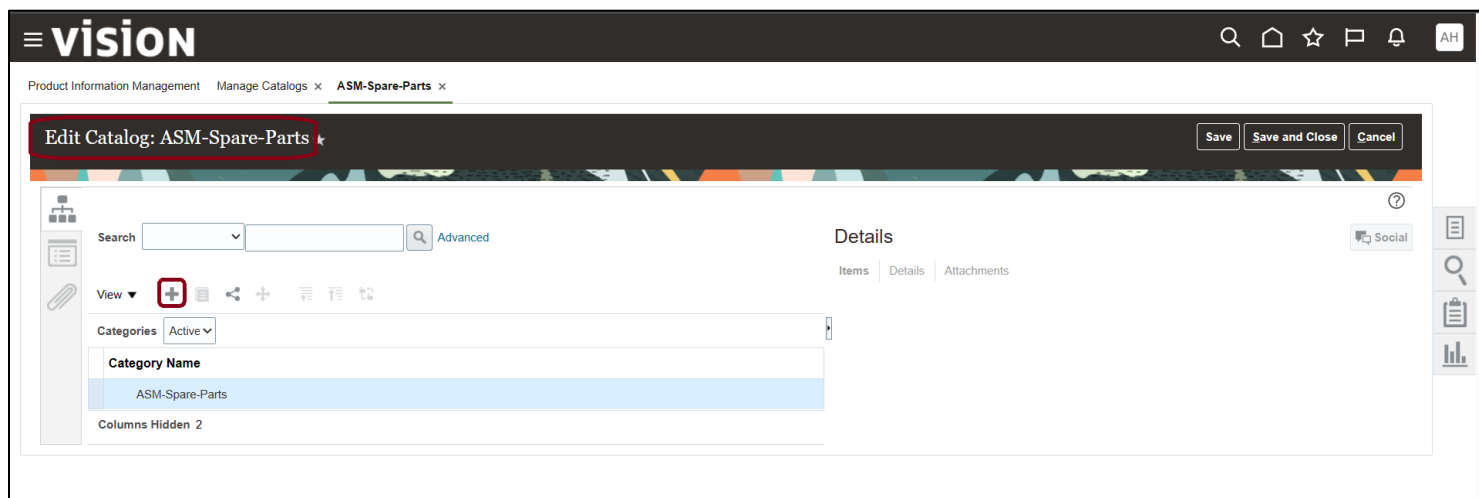 vision
AH
Product Information Management Manage Catalogs × ASM-Spare-Parts ×
Edit Catalog: ASM-Spare-Parts
Save Save and Close Cancel
Search Advanced
Details
Social
Items Details Attachments
View
Categories Active
Category Name
ASM-Spare-Parts
Columns Hidden 2